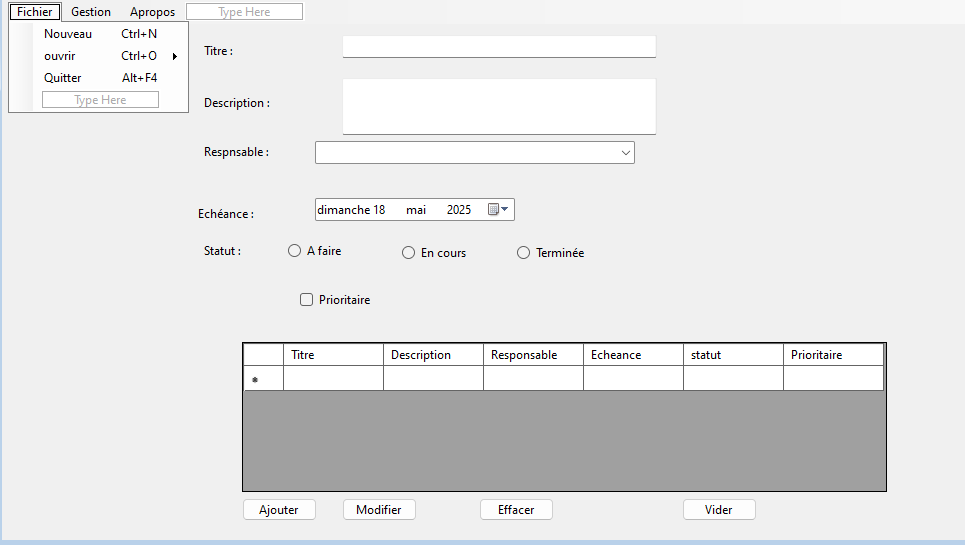 Fichier Gestion Apropos Type Here
Nouveau Ctrl+N
ouvrir Ctrl+O
Quitter Alt+F4
Type Here
Titre :
Description :
Respnsable :
Echéance : dimanche 18 mai 2025
Statut : A faire En cours Terminée
Prioritaire
Titre Description Responsable Echeance statut Prioritaire
Ajouter Modifier Effacer Vider